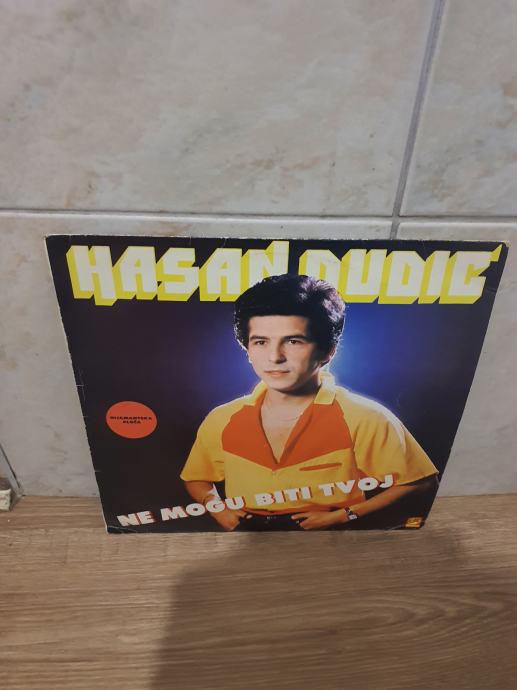 HASAN DUDIĆ
DIJAMANTSKA
PLOČA
NE MOGU BITI TVOJ